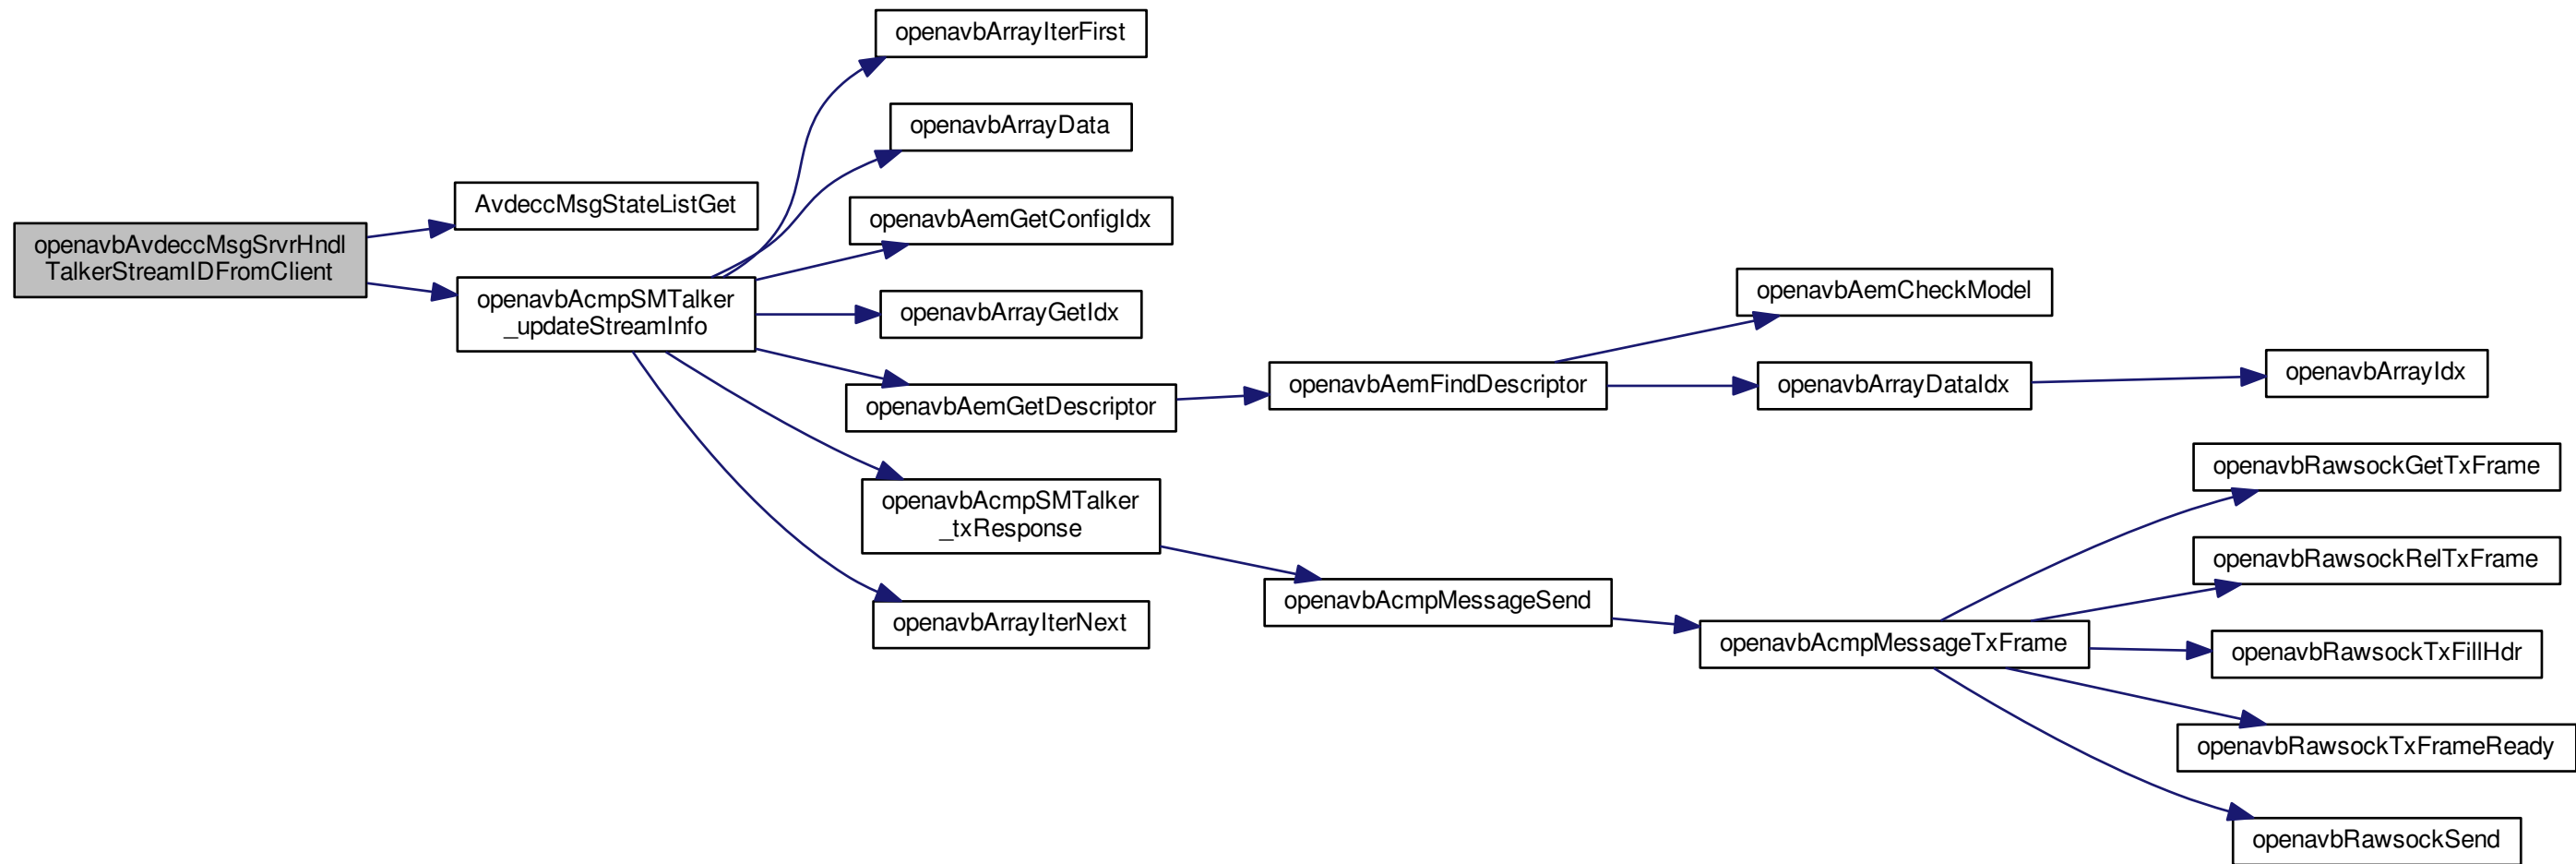 openavbAvdeccMsgSrvrHndl
TalkerStreamIDFromClient
AvdeccMsgStateListGet
openavbAcmpSMTalker
_updateStreamInfo
openavbArrayIterFirst
openavbArrayData
openavbAemGetConfigIdx
openavbArrayGetIdx
openavbAemGetDescriptor
openavbAcmpSMTalker
_txResponse
openavbArrayIterNext
openavbAemFindDescriptor
openavbAcmpMessageSend
openavbAemCheckModel
openavbArrayDataIdx
openavbAcmpMessageTxFrame
openavbArrayIdx
openavbRawsockGetTxFrame
openavbRawsockRelTxFrame
openavbRawsockTxFillHdr
openavbRawsockTxFrameReady
openavbRawsockSend